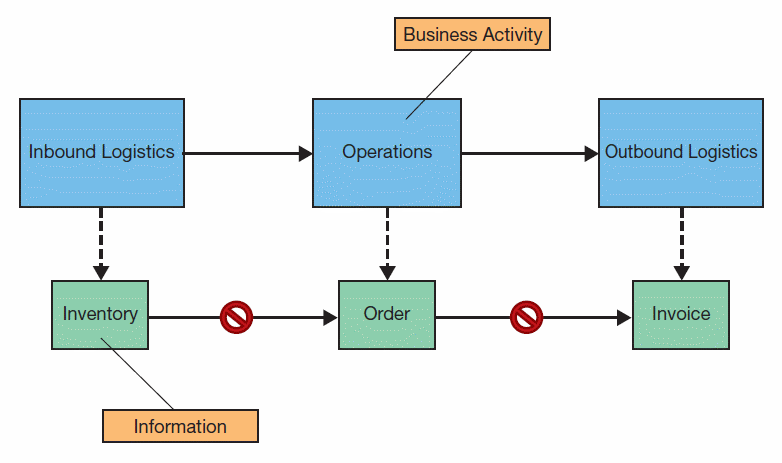 Business Activity
Inbound Logistics
Operations
Outbound Logistics
Inventory
Order
Invoice
Information